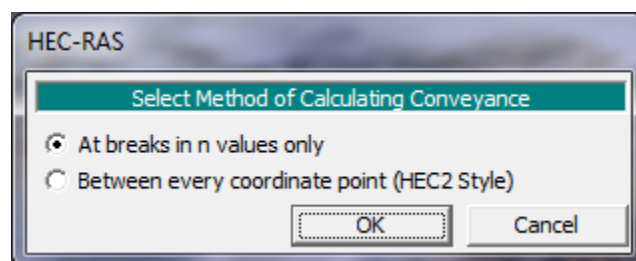 HEC-RAS
Select Method of Calculating Conveyance
At breaks in n values only
Between every coordinate point (HEC2 Style)
OK Cancel